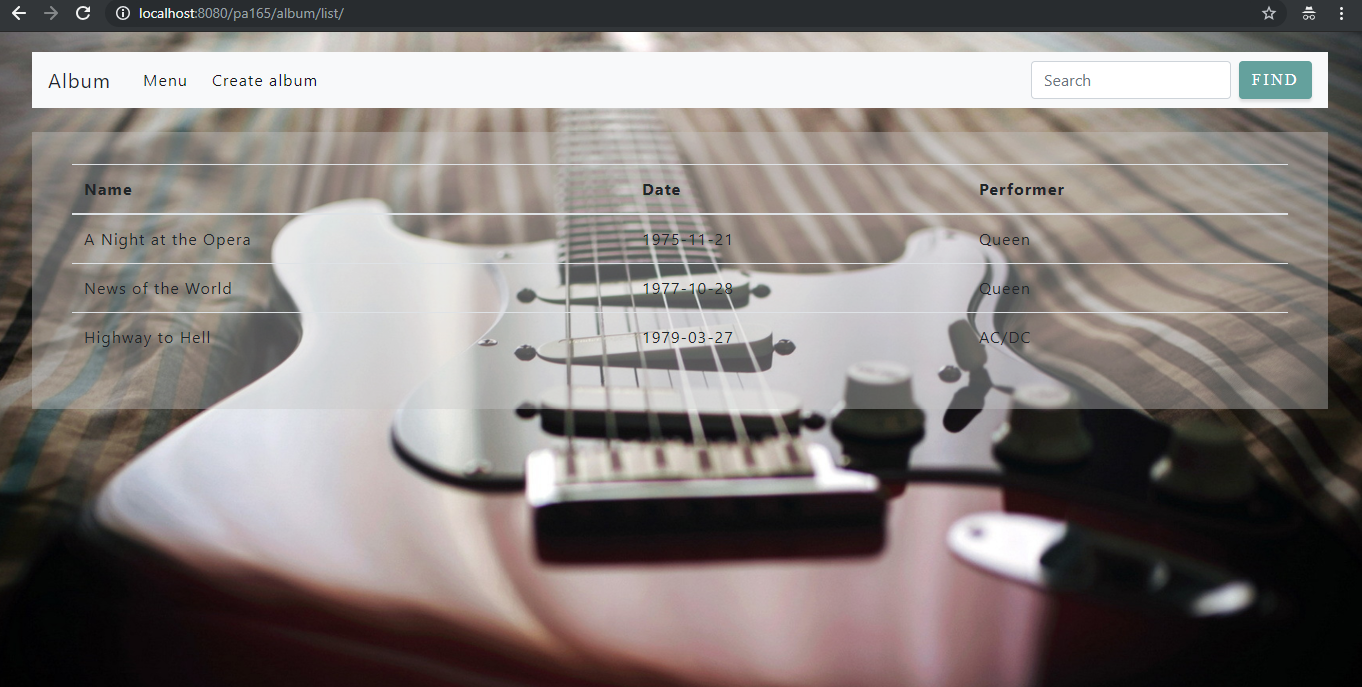 localhost:8080/pa165/album/list/
Album Menu Create album Search FIND
Name Date Performer
A Night at the Opera 1975-11-21 Queen
News of the World 1977-10-28 Queen
Highway to Hell 1979-03-27 AC/DC